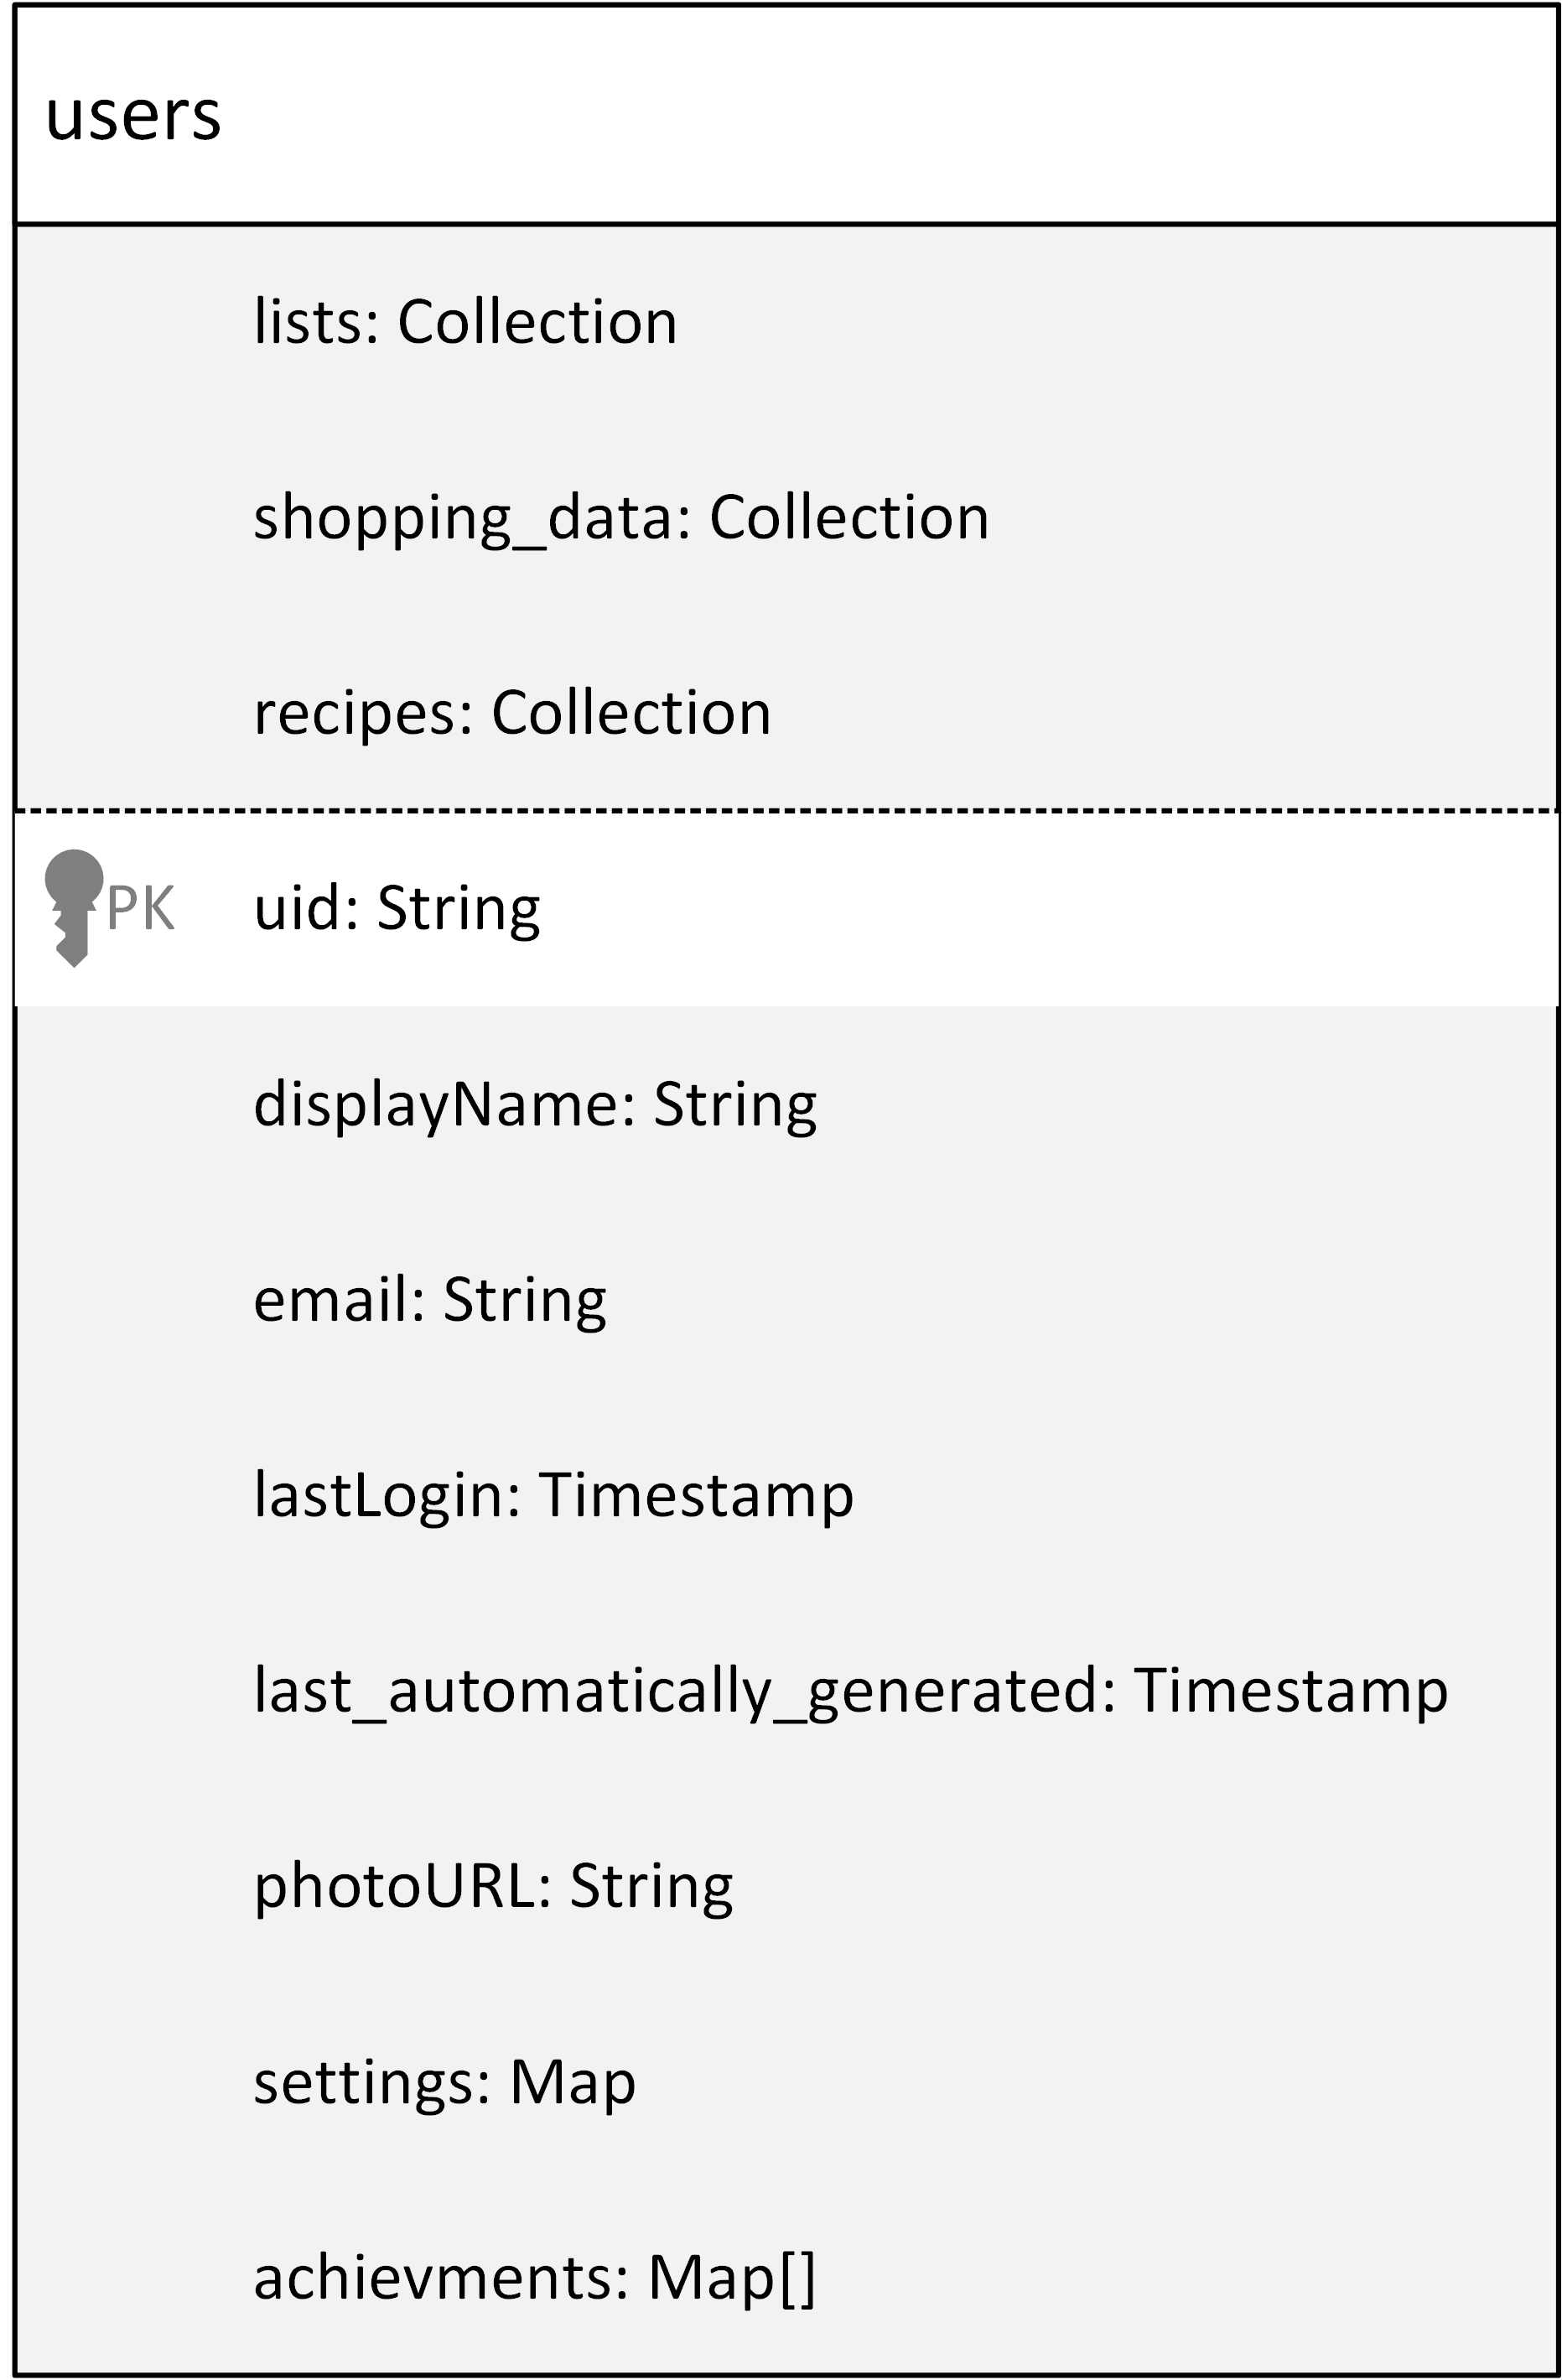 users
lists: Collection
shopping_data: Collection
recipes: Collection
PK uid: String
displayName: String
email: String
lastLogin: Timestamp
last_automatically_generated: Timestamp
photoURL: String
settings: Map
achievments: Map[]